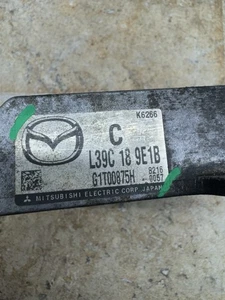 K6266
C
L39C 18 9E1B
G1T00875H
8216
0057
MITSUBISHI ELECTRIC CORP. JAPAN